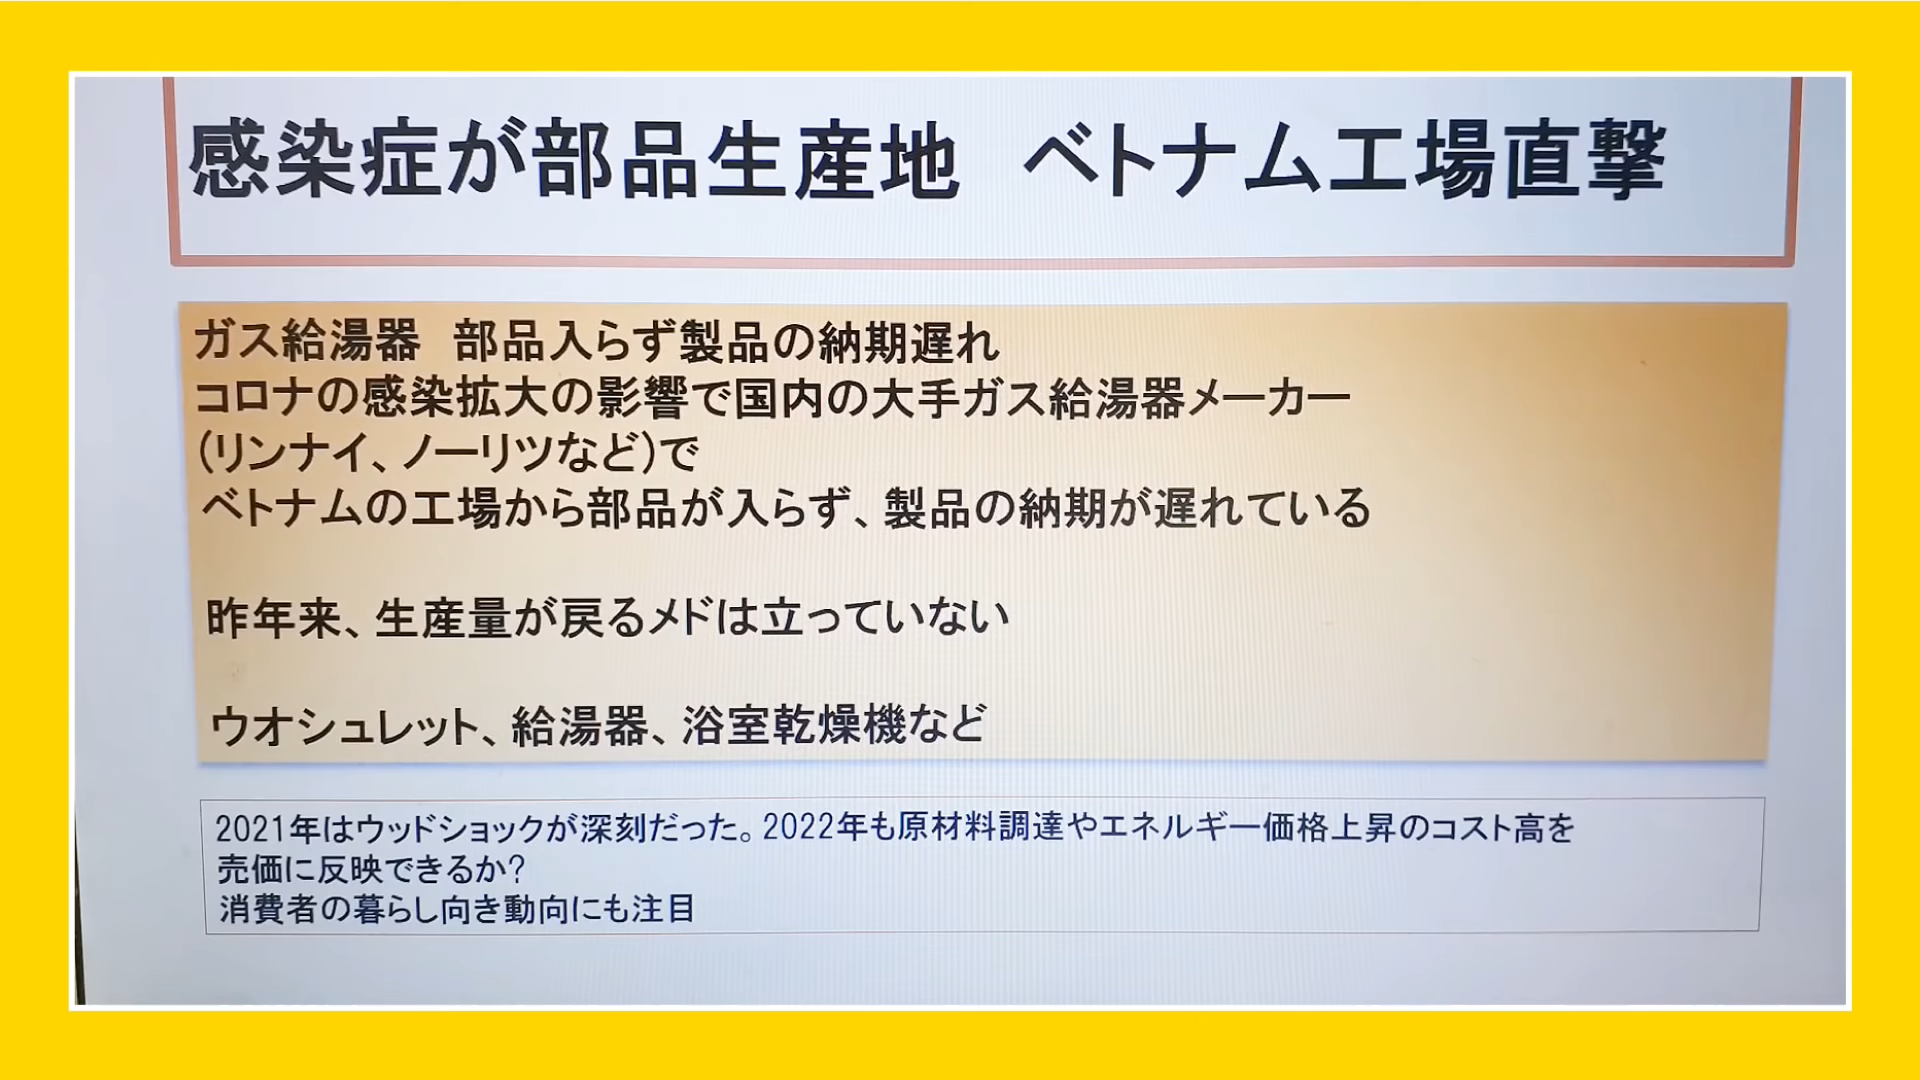 感染症が部品生産地　ベトナム工場直撃
ガス給湯器　部品入らず製品の納期遅れ
コロナの感染拡大の影響で国内の大手ガス給湯器メーカー
(リンナイ、ノーリツなど)で
ベトナムの工場から部品が入らず、製品の納期が遅れている
昨年来、生産量が戻るメドは立っていない
ウオシュレット、給湯器、浴室乾燥機など
2021年はウッドショックが深刻だった。2022年も原材料調達やエネルギー価格上昇のコスト高を
売価に反映できるか?
消費者の暮らし向き動向にも注目